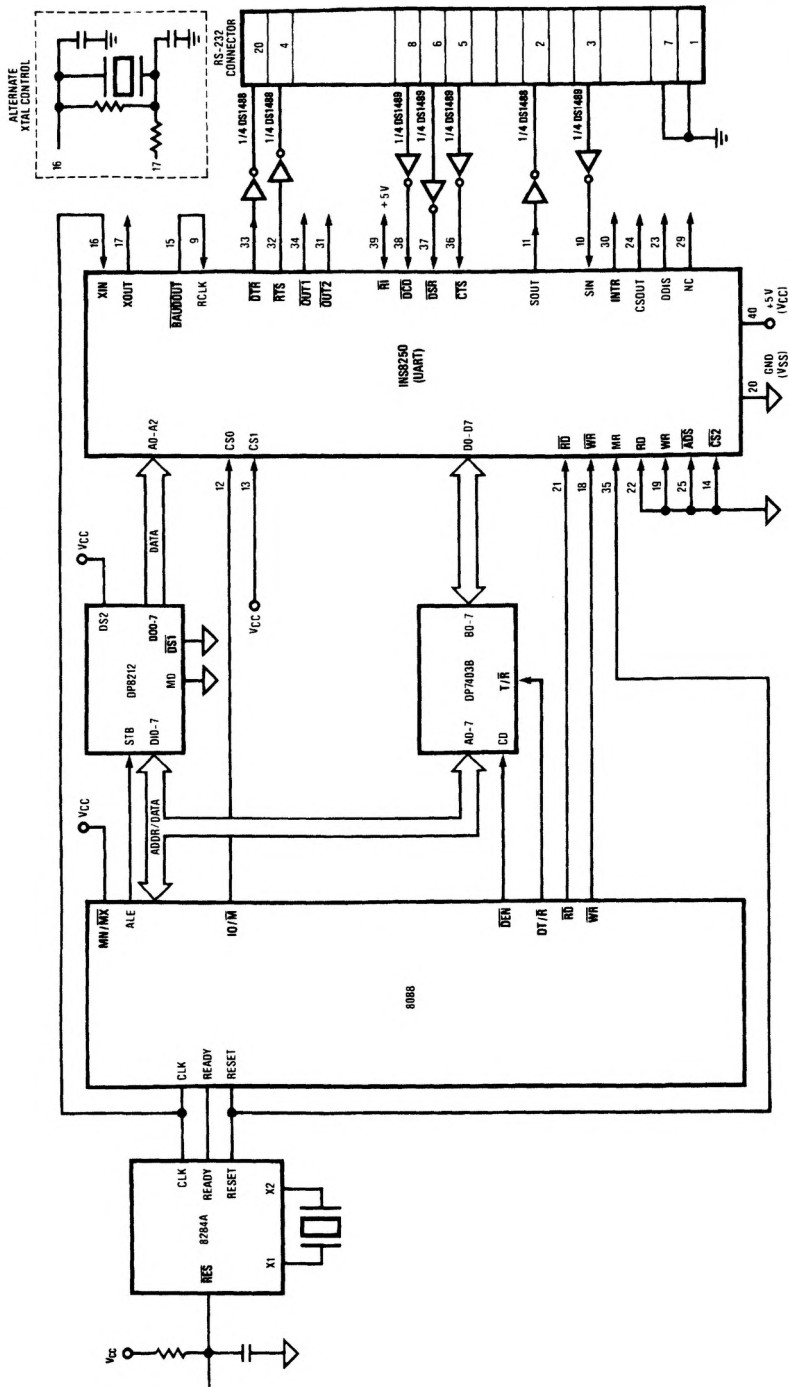 ALTERNATE
XTAL CONTROL
16
17
RS-232
CONNECTOR
20
4
8
6
5
2
3
7
1
1/4 DS1488
1/4 DS1488
1/4 DS1489
1/4 DS1489
1/4 DS1489
1/4 DS1488
1/4 DS1489
+5V
16
17
15
9
33
32
34
31
39
38
37
36
11
10
30
24
23
29
XIN
XOUT
BAUDOUT
RCLK
DTR
RTS
OUT1
OUT2
RI
DCD
DSR
CTS
SOUT
SIN
INTR
CSOUT
DDIS
NC
INS8250
(UART)
40
+5V
(VCC)
20
GND
(VSS)
A0-A2
CS0
CS1
D0-D7
RD
WR
MR
RD
WR
ADS
CS2
12
13
21
18
35
22
19
25
14
VCC
DATA
VCC
DS2
DO0-7
DS1
DP8212
MD
STB
DI0-7
B0-7
DP7403B
T/R
A0-7
CD
VCC
ADDR/DATA
MN/MX
ALE
IO/M
DEN
DT/R
RD
WR
8088
CLK
READY
RESET
CLK
READY
RESET
8284A
X2
X1
RES
VCC